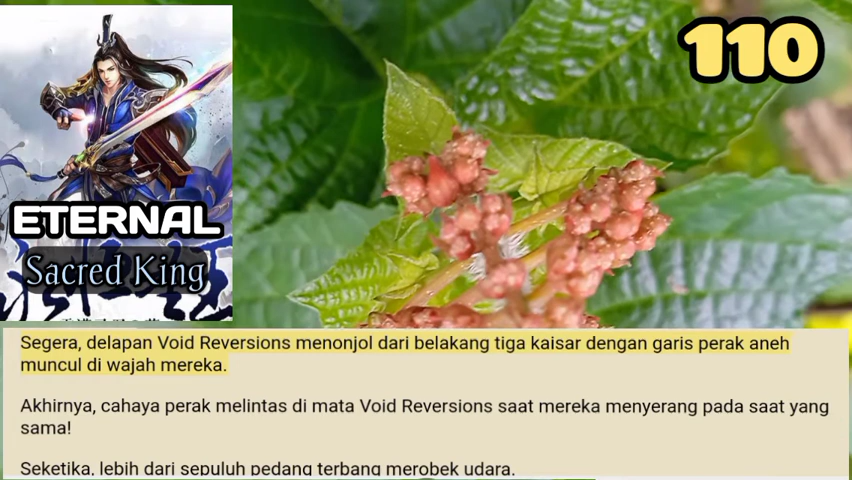 110
ETERNAL
Sacred King
Segera, delapan Void Reversions menonjol dari belakang tiga kaisar dengan garis perak aneh
muncul di wajah mereka.
Akhirnya, cahaya perak melintas di mata Void Reversions saat mereka menyerang pada saat yang
sama!
Seketika, lebih dari sepuluh pedang terbang merobek udara.